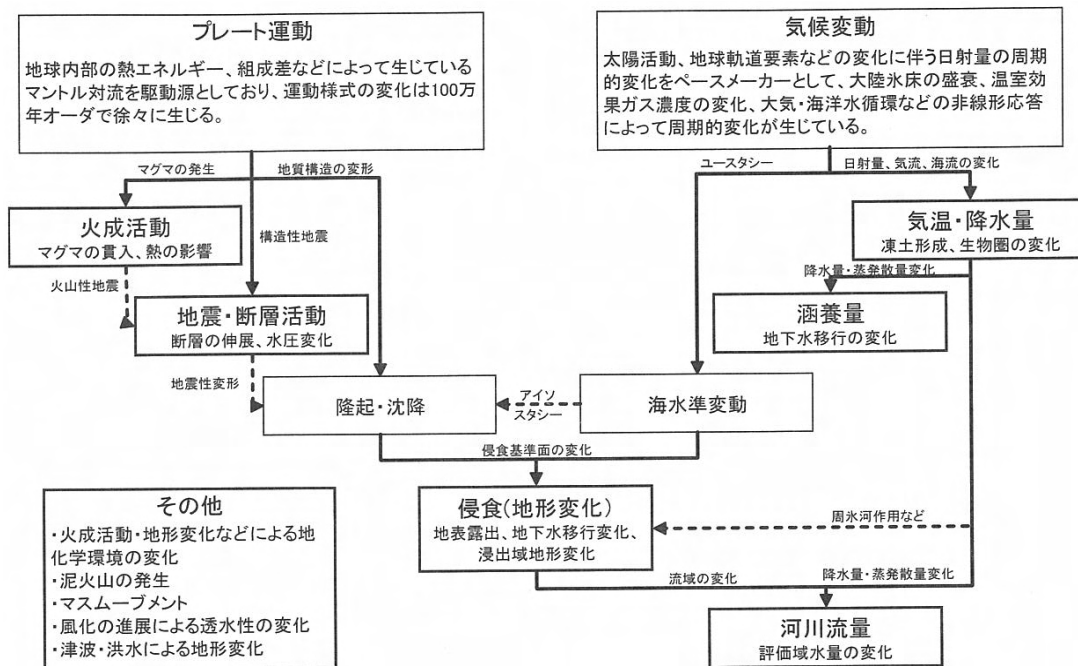 プレート運動
地球内部の熱エネルギー、組成差などによって生じている
マントル対流を駆動源としており、運動様式の変化は100万
年オーダで徐々に生じる。
気候変動
太陽活動、地球軌道要素などの変化に伴う日射量の周期
的変化をペースメーカーとして、大陸氷床の盛衰、温室効
果ガス濃度の変化、大気・海洋水循環などの非線形応答
によって周期的変化が生じている。
マグマの発生
地質構造の変形
ユースタシー
日射量、気流、海流の変化
火成活動
マグマの貫入、熱の影響
構造性地震
気温・降水量
凍土形成、生物圏の変化
火山性地震
降水量・蒸発散量変化
地震・断層活動
断層の伸展、水圧変化
涵養量
地下水移行の変化
地震性変形
隆起・沈降
アイソ
スタシー
海水準変動
侵食基準面の変化
侵食(地形変化)
地表露出、地下水移行変化、
浸出域地形変化
周氷河作用など
流域の変化
降水量・蒸発散量変化
河川流量
評価域水量の変化
その他
・火成活動・地形変化などによる地
化学環境の変化
・泥火山の発生
・マスムーブメント
・風化の進展による透水性の変化
・津波・洪水による地形変化